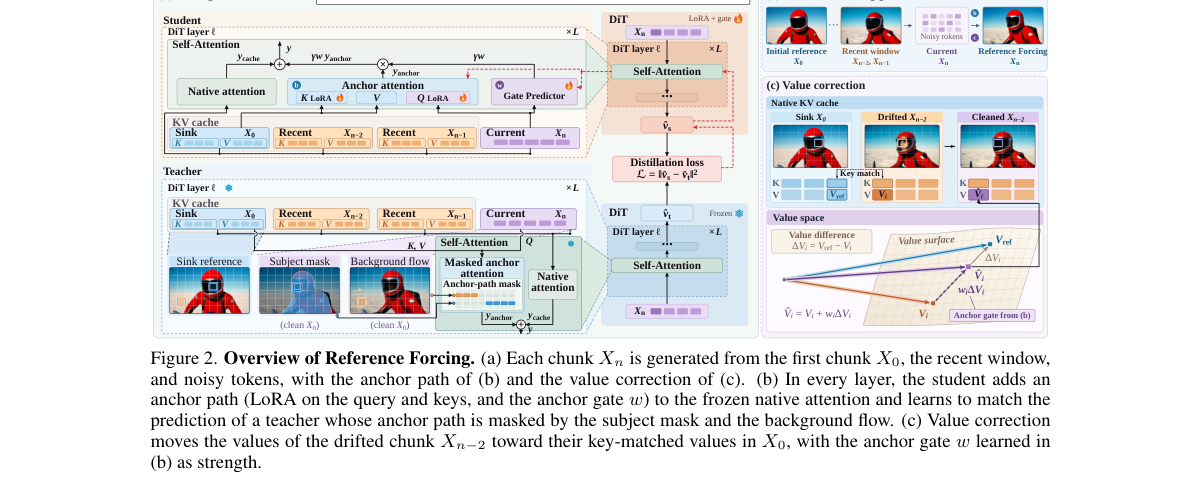 Student
DiT layer ℓ
×L
Self-Attention
y
y_cache
γw y_anchor
γw
y_anchor
Native attention
b
Anchor attention
K LoRA
V
Q LoRA
w
Gate Predictor
KV cache
Sink X_0
K V
Recent X_{n−2}
K V
Recent X_{n−1}
K V
Current X_n
Teacher
DiT layer ℓ
×L
KV cache
Sink X_0
K V
Recent X_{n−2}
K V
Recent X_{n−1}
K V
Current X_n
K, V
Q
Self-Attention
Sink reference
Subject mask
Background flow
(clean X_n)
(clean X_n)
Masked anchor
attention
Anchor-path mask
Native
attention
y_anchor
y_cache
y
DiT
LoRA + gate
X_n
DiT layer ℓ
×L
Self-Attention
...
v̂_s
Distillation loss
ℒ = ‖v̂_s − v̂_t‖²
DiT
v̂_t
Frozen
DiT layer ℓ
×L
...
Self-Attention
X_n
...
Noisy tokens
b
c
Initial reference
X_0
Recent window
X_{n−2}, X_{n−1}
Current
X_n
Reference Forcing
X_n
(c) Value correction
Native KV cache
Sink X_0
Drifted X_{n−2}
Cleaned X_{n−2}
Key match
K
V
V_ref
K
V
V_i
K
V
V̂_i
Value space
Value difference
ΔV_i = V_ref − V_i
Value surface
V_ref
ΔV_i
V̂_i
w_iΔV_i
V̂_i = V_i + w_iΔV_i
V_i
Anchor gate from (b)
Figure 2. Overview of Reference Forcing. (a) Each chunk X_n is generated from the first chunk X_0, the recent window,
and noisy tokens, with the anchor path of (b) and the value correction of (c). (b) In every layer, the student adds an
anchor path (LoRA on the query and keys, and the anchor gate w) to the frozen native attention and learns to match the
prediction of a teacher whose anchor path is masked by the subject mask and the background flow. (c) Value correction
moves the values of the drifted chunk X_{n−2} toward their key-matched values in X_0, with the anchor gate w learned in
(b) as strength.